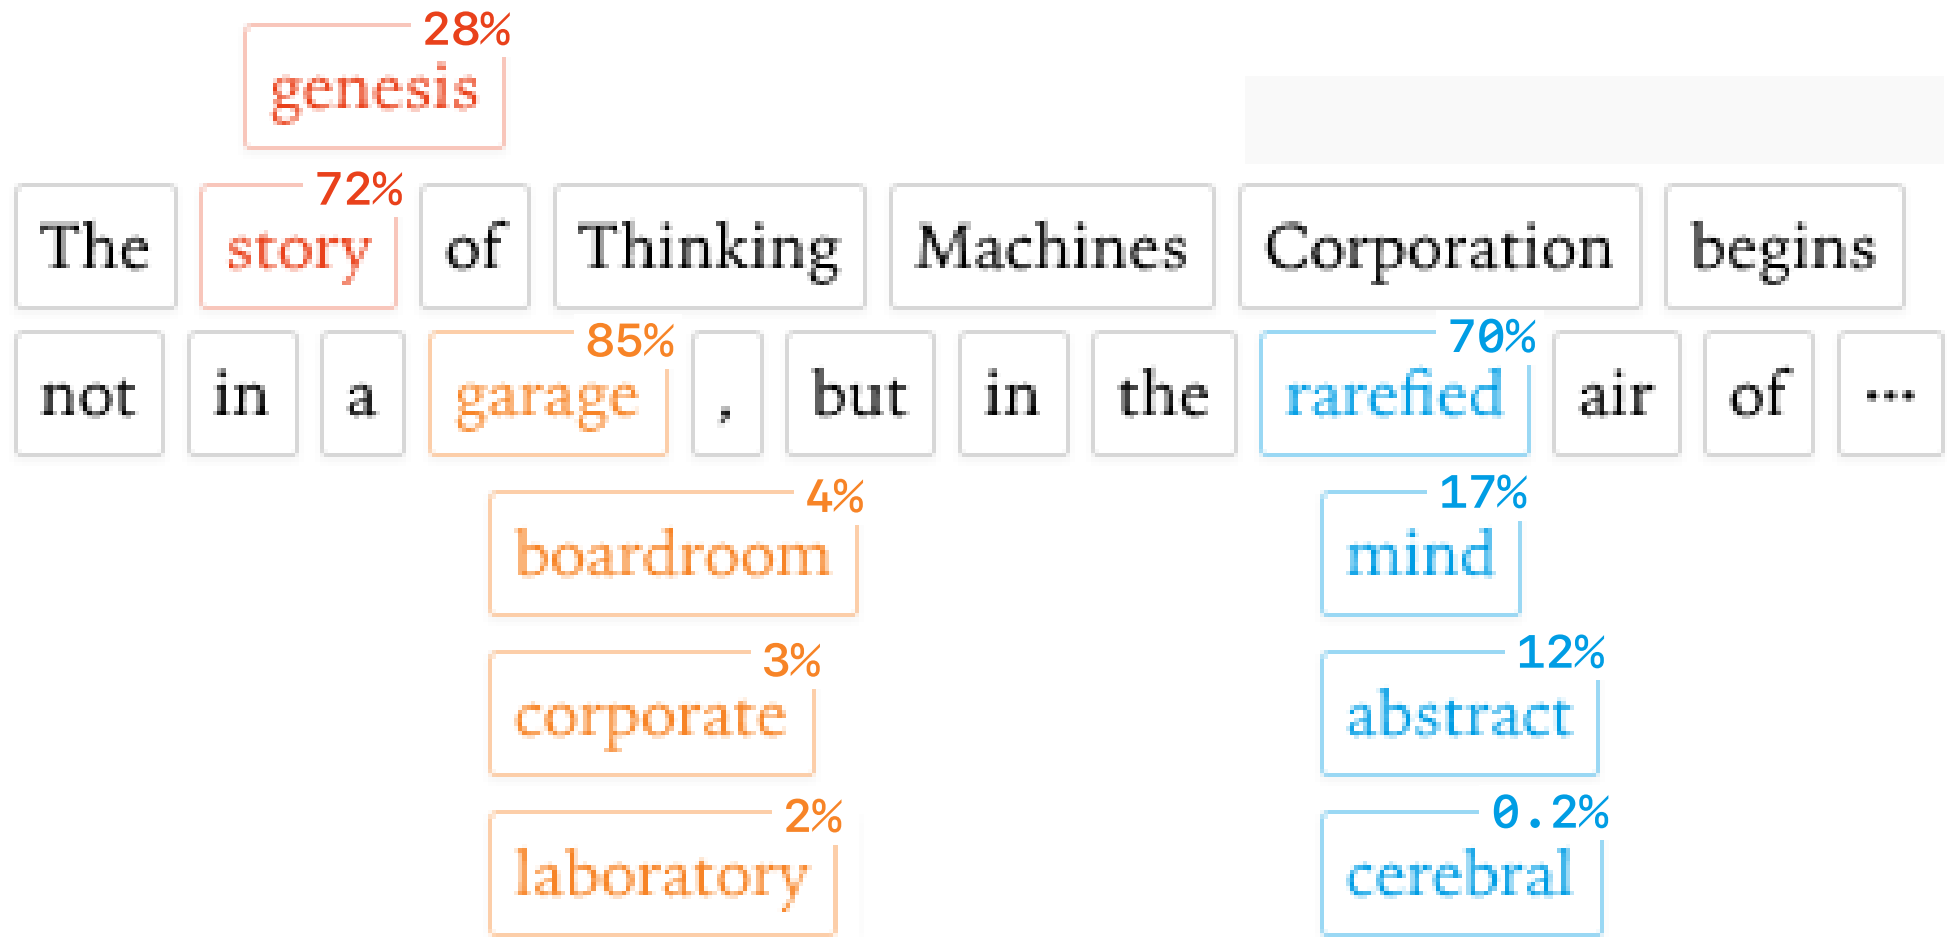 28%
genesis
72%
The story of Thinking Machines Corporation begins
85% 70%
not in a garage , but in the rarefied air of ...
4% 17%
boardroom mind
3% 12%
corporate abstract
2% 0.2%
laboratory cerebral